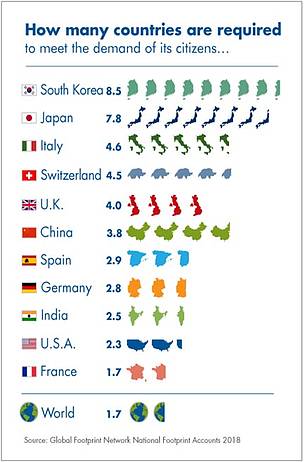 How many countries are required
to meet the demand of its citizens...
South Korea 8.5
Japan 7.8
Italy 4.6
Switzerland 4.5
U.K. 4.0
China 3.8
Spain 2.9
Germany 2.8
India 2.5
U.S.A. 2.3
France 1.7
World 1.7
Source: Global Footprint Network National Footprint Accounts 2018